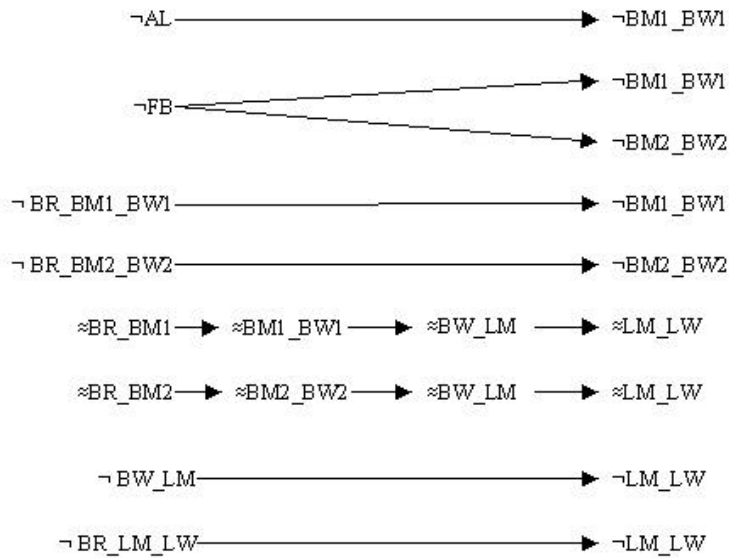 ¬AL ¬BM1_BW1
¬BM1_BW1
¬FB
¬BM2_BW2
¬ BR_BM1_BW1 ¬BM1_BW1
¬ BR_BM2_BW2 ¬BM2_BW2
≈BR_BM1 ≈BM1_BW1 ≈BW_LM ≈LM_LW
≈BR_BM2 ≈BM2_BW2 ≈BW_LM ≈LM_LW
¬ BW_LM ¬LM_LW
¬ BR_LM_LW ¬LM_LW